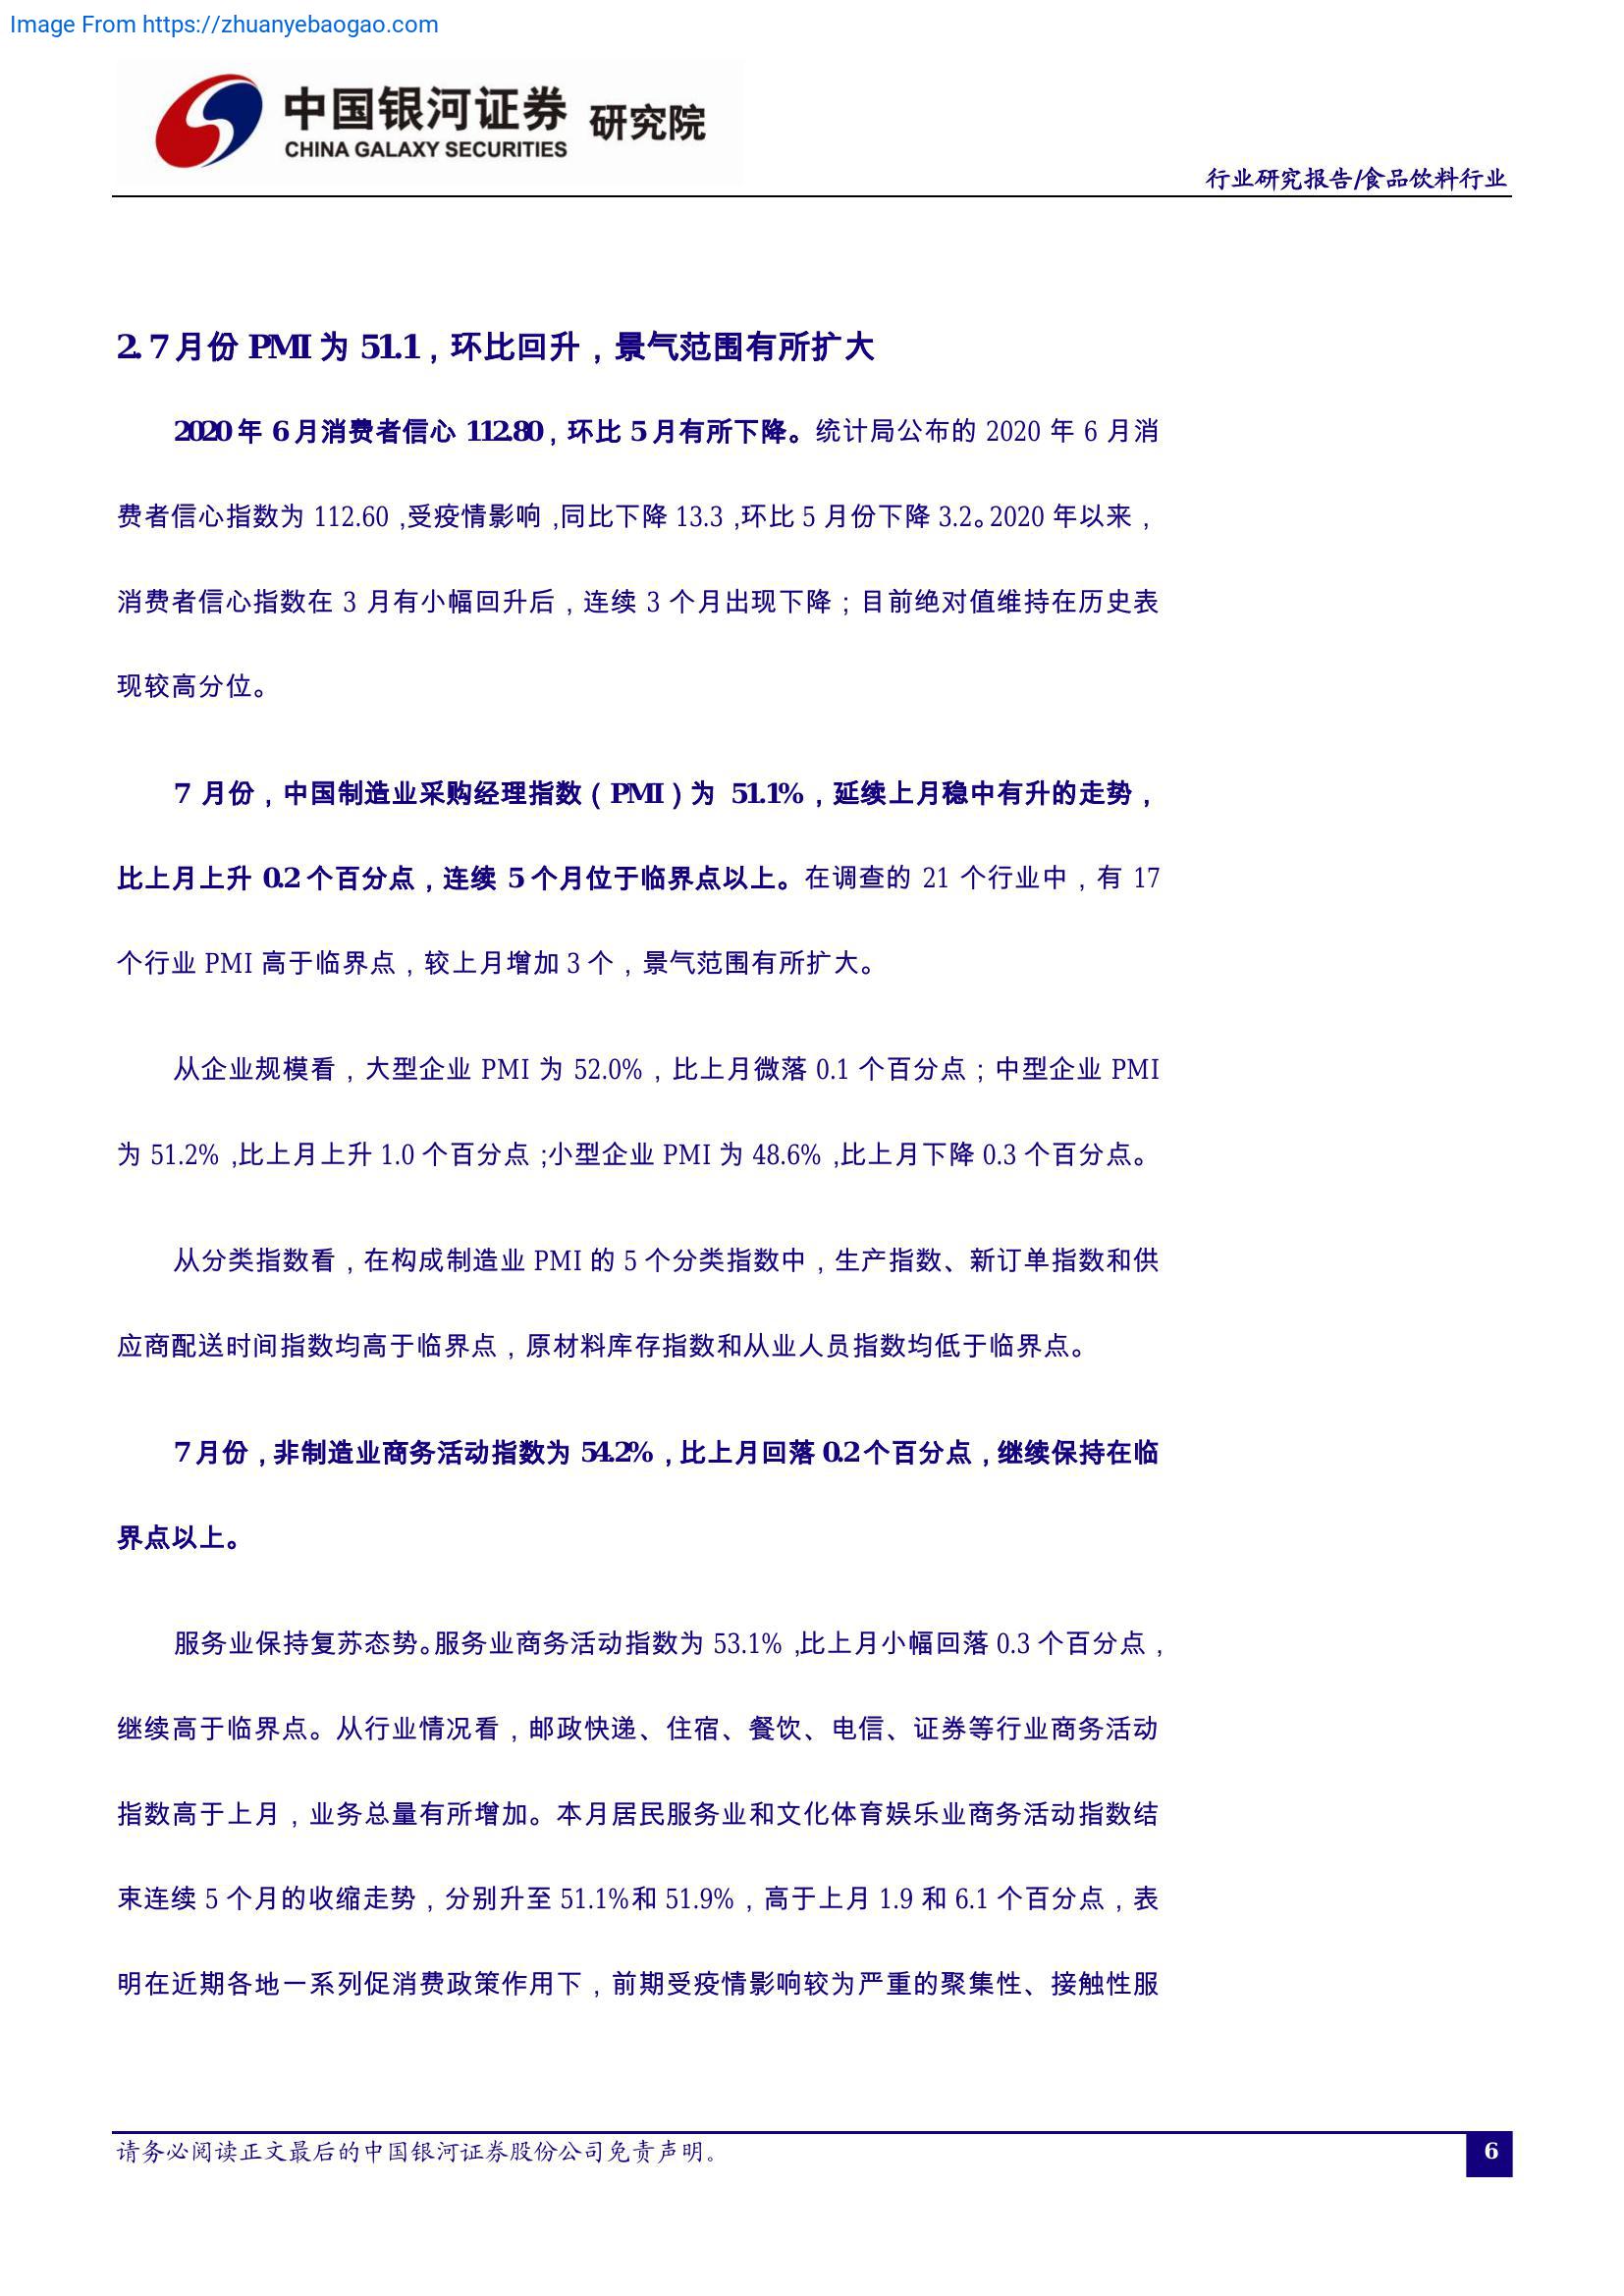 Image From https://zhuanyebaogao.com
中国银河证券 研究院
CHINA GALAXY SECURITIES
行业研究报告/食品饮料行业
2. 7 月份 PMI 为 51.1，环比回升，景气范围有所扩大
2020 年 6 月消费者信心 112.80，环比 5 月有所下降。统计局公布的 2020 年 6 月消
费者信心指数为 112.60，受疫情影响，同比下降 13.3，环比 5 月份下降 3.2。2020 年以来，
消费者信心指数在 3 月有小幅回升后，连续 3 个月出现下降；目前绝对值维持在历史表
现较高分位。
7 月份，中国制造业采购经理指数（PMI）为 51.1%，延续上月稳中有升的走势，
比上月上升 0.2 个百分点，连续 5 个月位于临界点以上。在调查的 21 个行业中，有 17
个行业 PMI 高于临界点，较上月增加 3 个，景气范围有所扩大。
从企业规模看，大型企业 PMI 为 52.0%，比上月微落 0.1 个百分点；中型企业 PMI
为 51.2%，比上月上升 1.0 个百分点；小型企业 PMI 为 48.6%，比上月下降 0.3 个百分点。
从分类指数看，在构成制造业 PMI 的 5 个分类指数中，生产指数、新订单指数和供
应商配送时间指数均高于临界点，原材料库存指数和从业人员指数均低于临界点。
7 月份，非制造业商务活动指数为 54.2%，比上月回落 0.2 个百分点，继续保持在临
界点以上。
服务业保持复苏态势。服务业商务活动指数为 53.1%，比上月小幅回落 0.3 个百分点，
继续高于临界点。从行业情况看，邮政快递、住宿、餐饮、电信、证券等行业商务活动
指数高于上月，业务总量有所增加。本月居民服务业和文化体育娱乐业商务活动指数结
束连续 5 个月的收缩走势，分别升至 51.1%和 51.9%，高于上月 1.9 和 6.1 个百分点，表
明在近期各地一系列促消费政策作用下，前期受疫情影响较为严重的聚集性、接触性服
请务必阅读正文最后的中国银河证券股份公司免责声明。
6